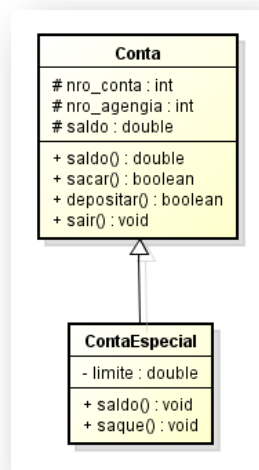 Conta
# nro_conta : int
# nro_agengia : int
# saldo : double
+ saldo() : double
+ sacar() : boolean
+ depositar() : boolean
+ sair() : void
ContaEspecial
- limite : double
+ saldo() : void
+ saque() : void